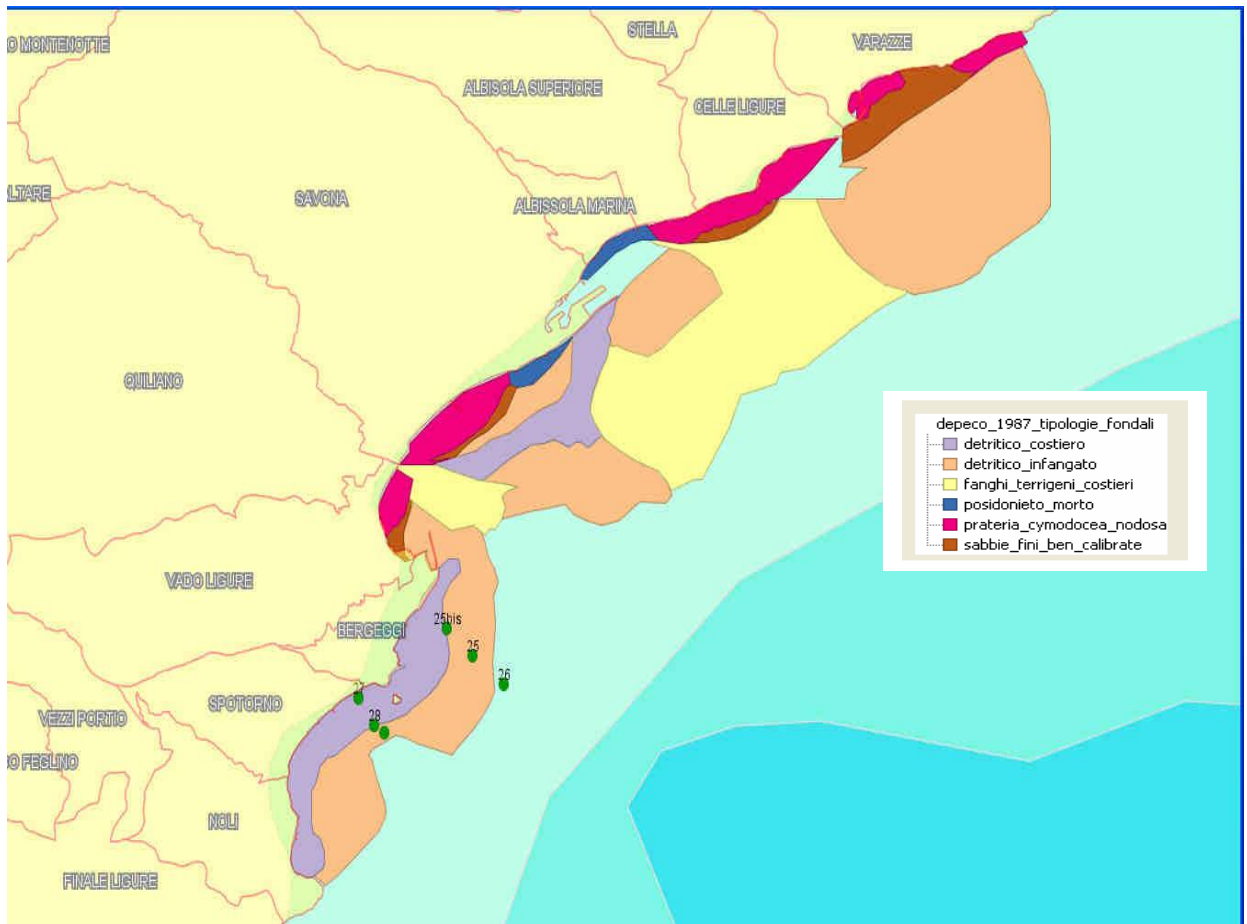 STELLA
VARAZZE
O MONTENOTTE
ALBISOLA SUPERIORE
CELLE LIGURE
LTARE
SAVONA
ALBISSOLA MARINA
QUILIANO
depeco_1987_tipologie_fondali
detritico_costiero
detritico_infangato
fanghi_terrigeni_costieri
posidonieto_morto
prateria_cymodocea_nodosa
sabbie_fini_ben_calibrate
VADO LIGURE
25bis
BERGEGGI
25
26
27
SPOTORNO
28
VEZZI PORTIO
DO FEGLINO
NOLI
FINALE LIGURE